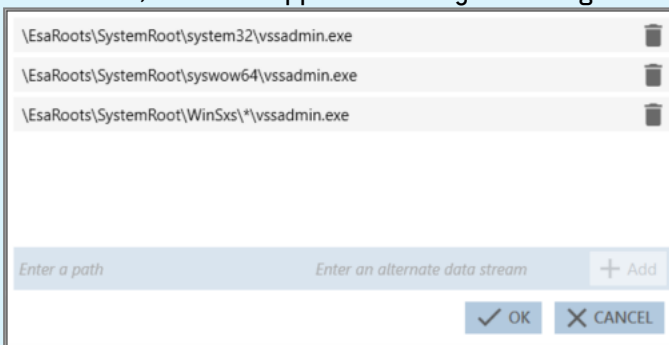 \EsaRoots\SystemRoot\system32\vssadmin.exe
\EsaRoots\SystemRoot\syswow64\vssadmin.exe
\EsaRoots\SystemRoot\WinSxs\*\vssadmin.exe
Enter a path Enter an alternate data stream + Add
OK CANCEL